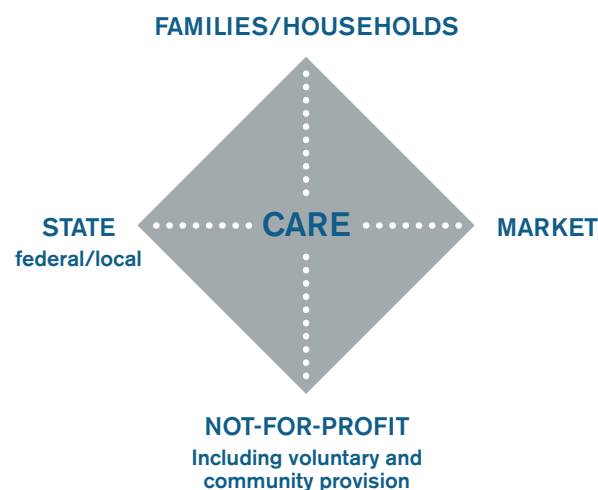 FAMILIES/HOUSEHOLDS
STATE
federal/local
CARE
MARKET
NOT-FOR-PROFIT
Including voluntary and
community provision